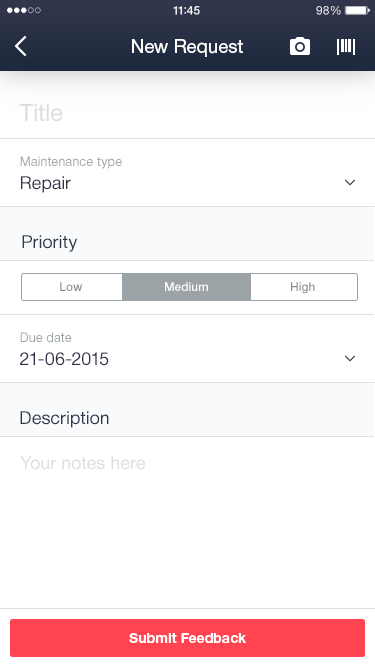 11:45 98%
New Request
Title
Maintenance type
Repair
Priority
Low Medium High
Due date
21-06-2015
Description
Your notes here
Submit Feedback